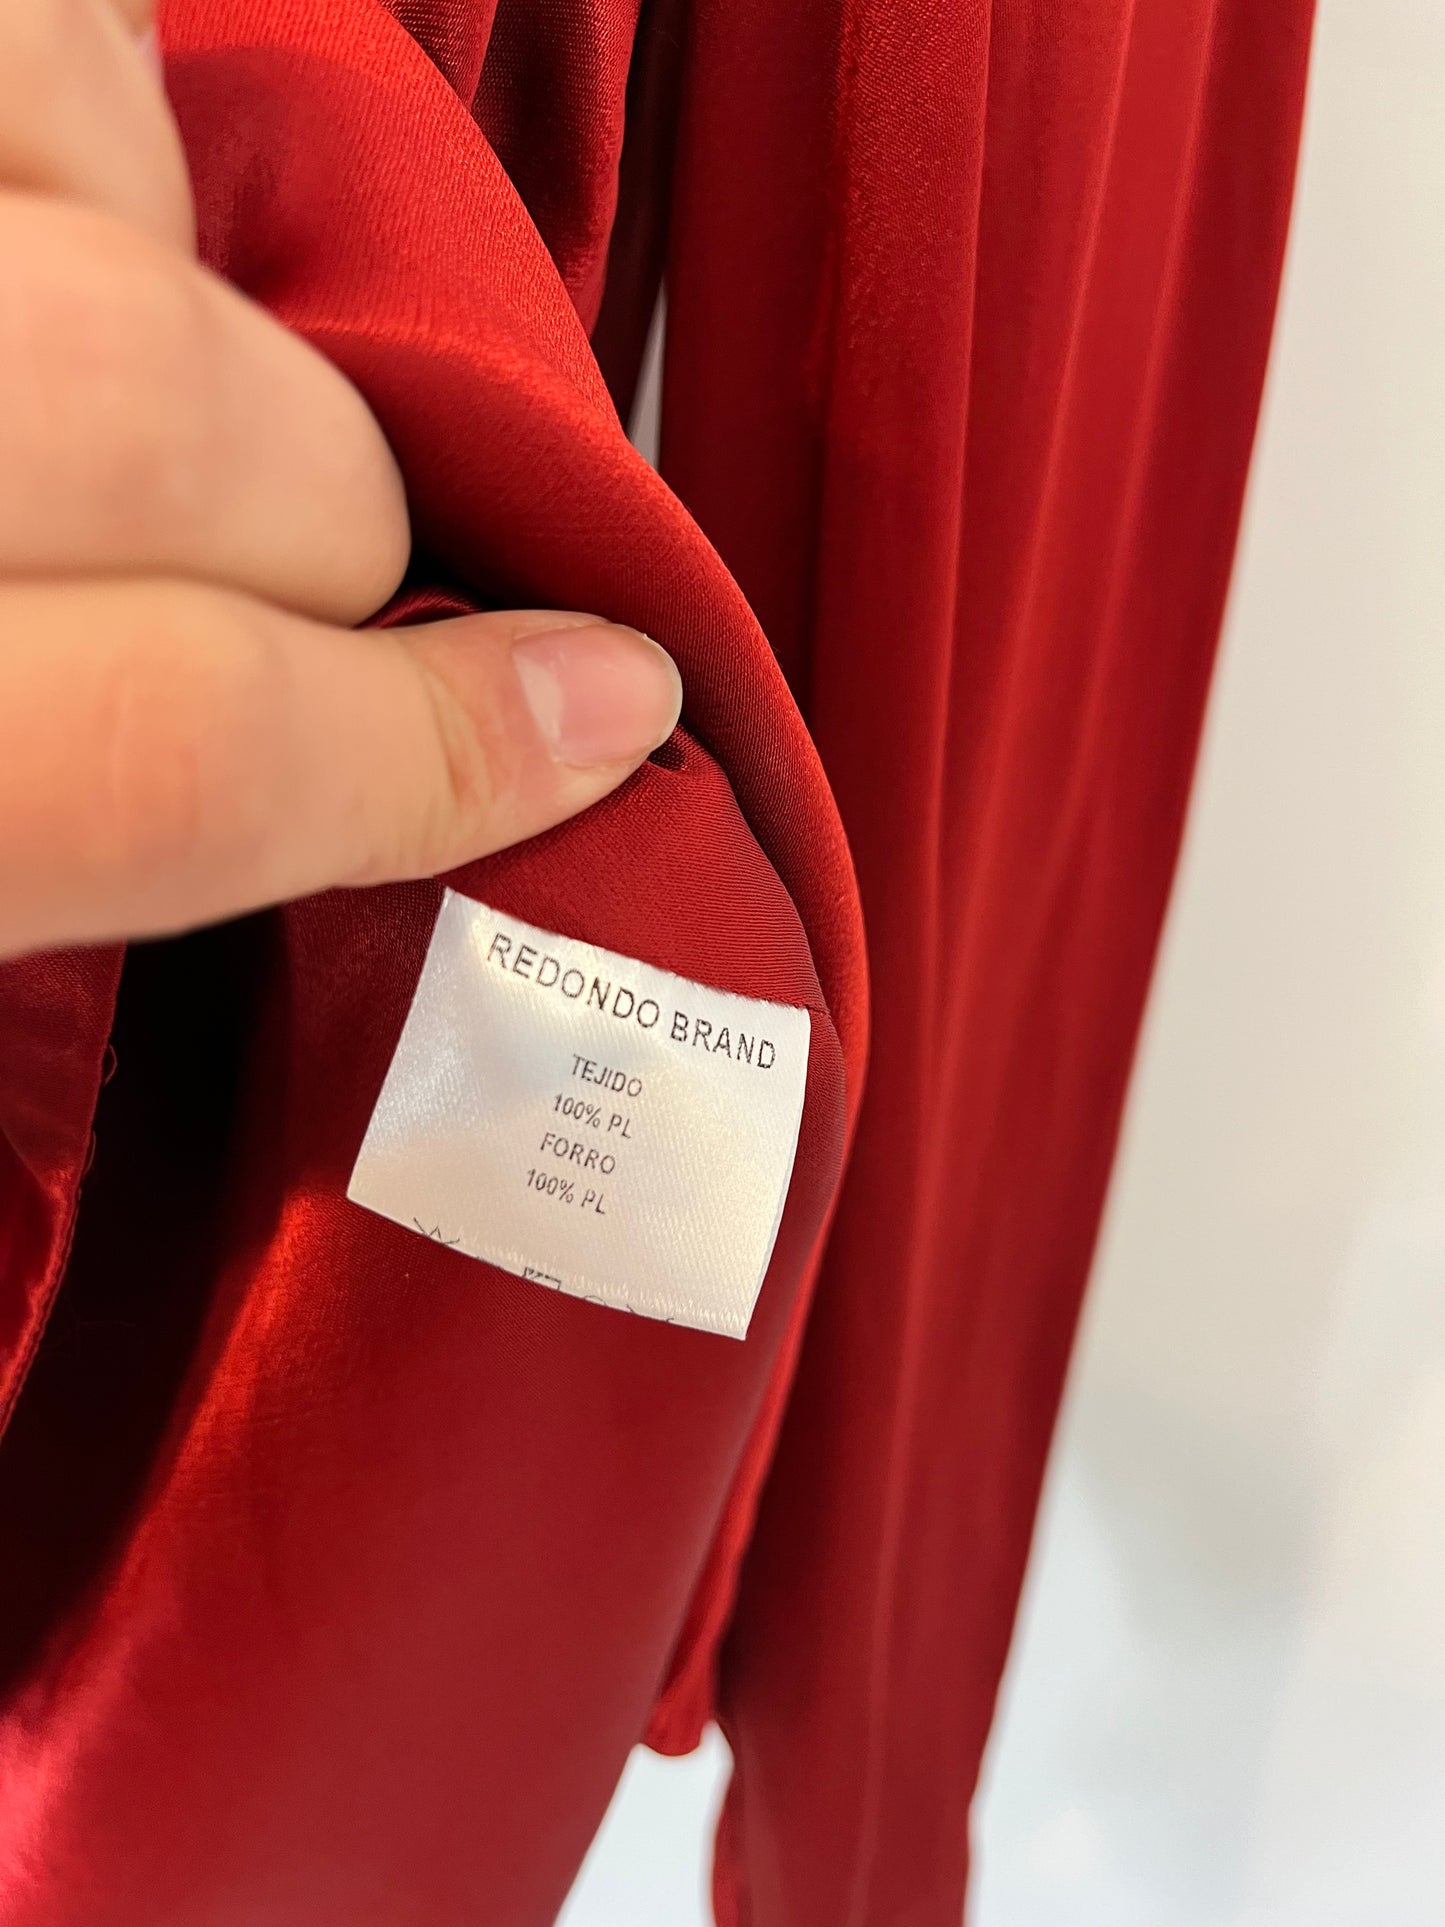 REDONDO BRAND
TEJIDO
100% PL
FORRO
100% PL